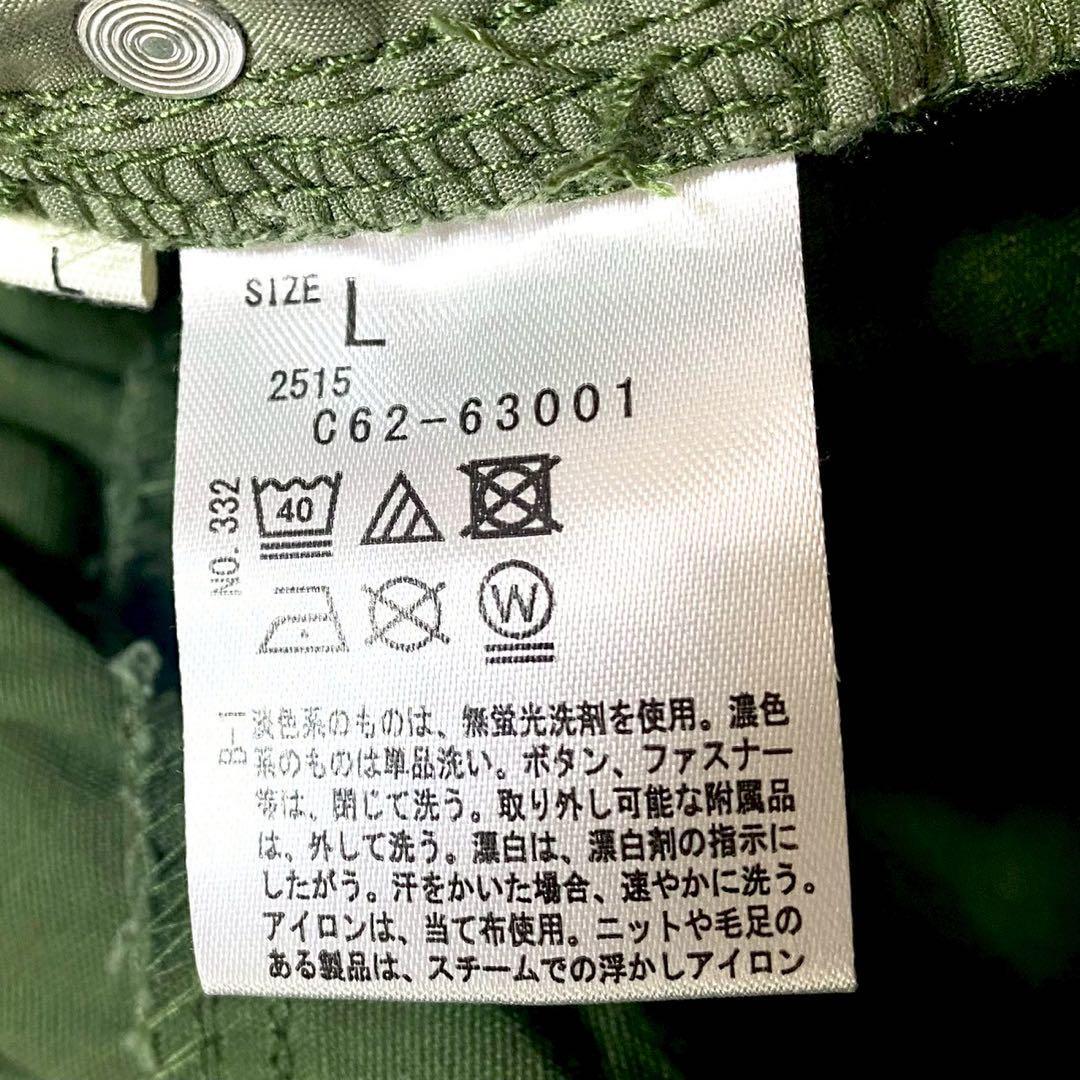 L
SIZE L
2515
C62-63001
NO. 332
40
W
B-1
淡色系のものは、無蛍光洗剤を使用。濃色
系のものは単品洗い。ボタン、ファスナー
等は、閉じて洗う。取り外し可能な附属品
は、外して洗う。漂白は、漂白剤の指示に
したがう。汗をかいた場合、速やかに洗う。
アイロンは、当て布使用。ニットや毛足の
ある製品は、スチームでの浮かしアイロン